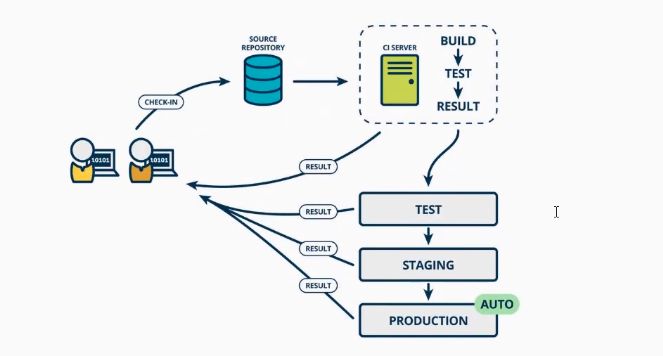 SOURCE
REPOSITORY
CI SERVER
BUILD
TEST
RESULT
CHECK-IN
10101
10101
RESULT
RESULT
TEST
RESULT
STAGING
RESULT
AUTO
PRODUCTION